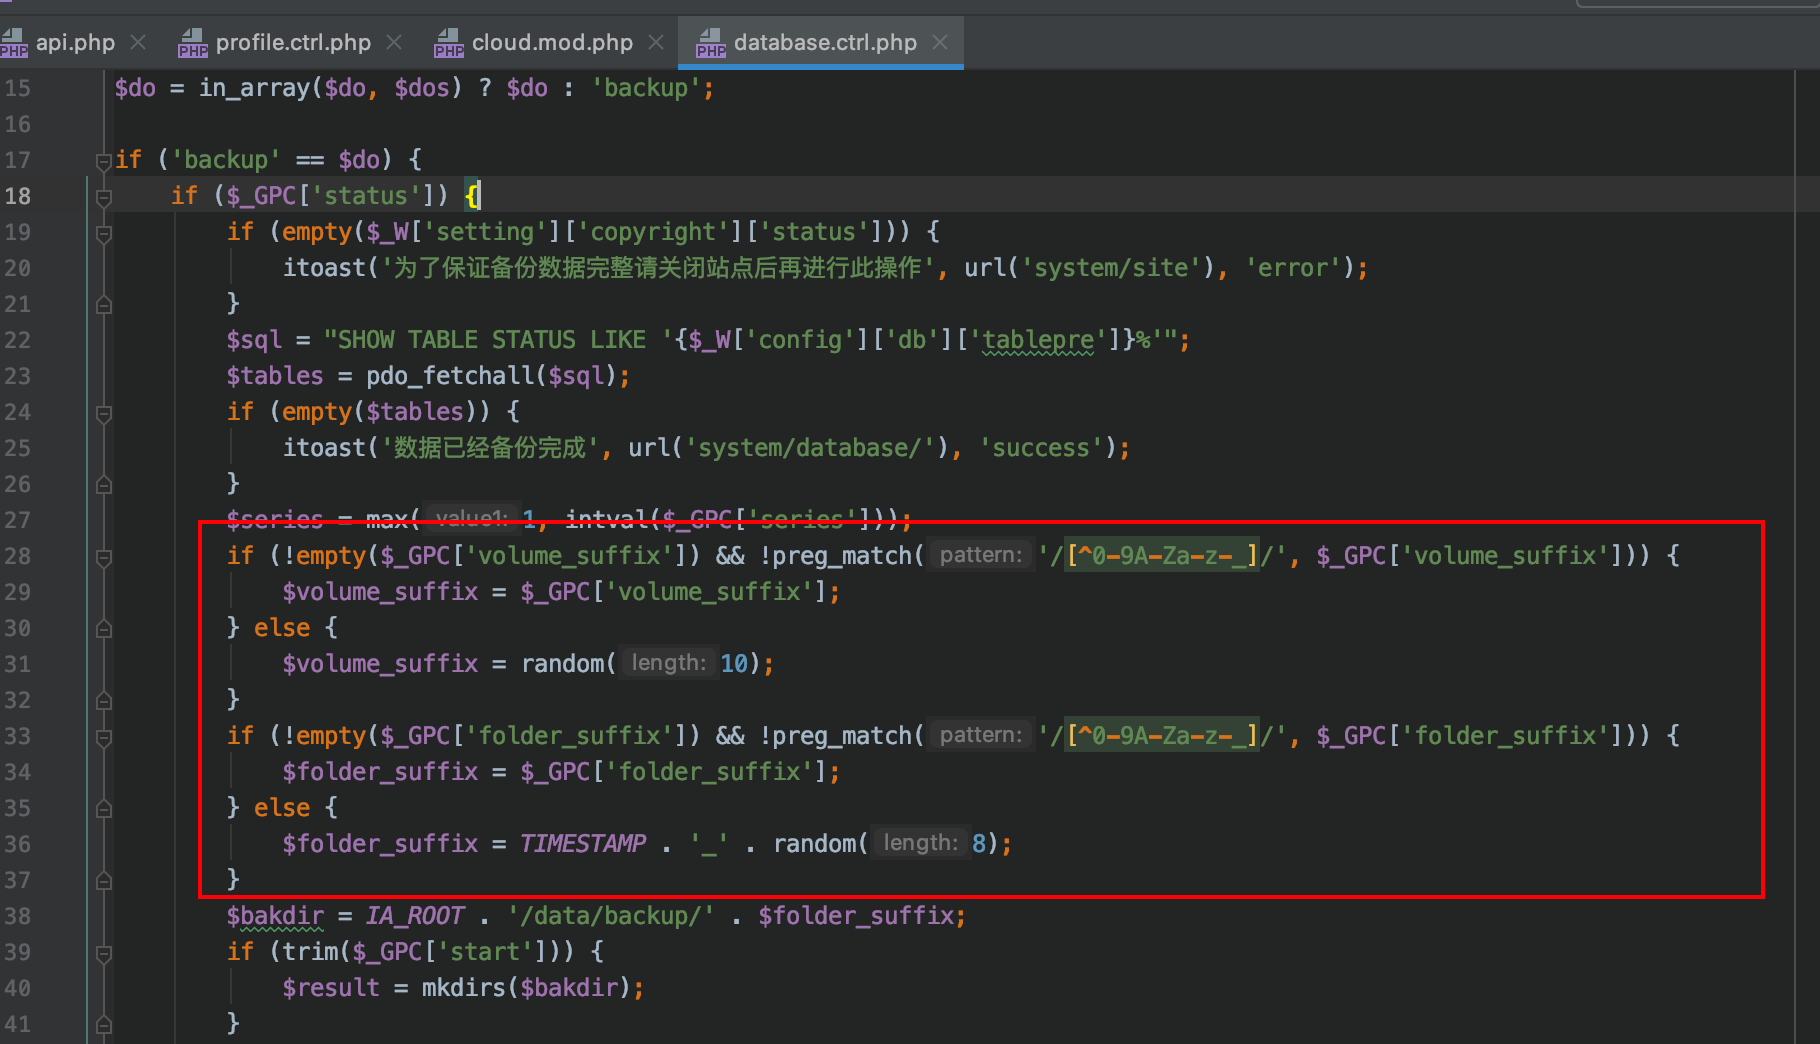 api.php profile.ctrl.php cloud.mod.php database.ctrl.php
15 $do = in_array($do, $dos) ? $do : 'backup';
16
17 if ('backup' == $do) {
18 if ($_GPC['status']) {
19 if (empty($_W['setting']['copyright']['status'])) {
20 itoast('为了保证备份数据完整请关闭站点后再进行此操作', url('system/site'), 'error');
21 }
22 $sql = "SHOW TABLE STATUS LIKE '{$_W['config']['db']['tablepre']}%'";
23 $tables = pdo_fetchall($sql);
24 if (empty($tables)) {
25 itoast('数据已经备份完成', url('system/database/'), 'success');
26 }
27 $series = max( value1: 1, intval($_GPC['series']));
28 if (!empty($_GPC['volume_suffix']) && !preg_match( pattern: '/[^0-9A-Za-z-_]/', $_GPC['volume_suffix'])) {
29 $volume_suffix = $_GPC['volume_suffix'];
30 } else {
31 $volume_suffix = random( length: 10);
32 }
33 if (!empty($_GPC['folder_suffix']) && !preg_match( pattern: '/[^0-9A-Za-z-_]/', $_GPC['folder_suffix'])) {
34 $folder_suffix = $_GPC['folder_suffix'];
35 } else {
36 $folder_suffix = TIMESTAMP . '_' . random( length: 8);
37 }
38 $bakdir = IA_ROOT . '/data/backup/' . $folder_suffix;
39 if (trim($_GPC['start'])) {
40 $result = mkdirs($bakdir);
41 }